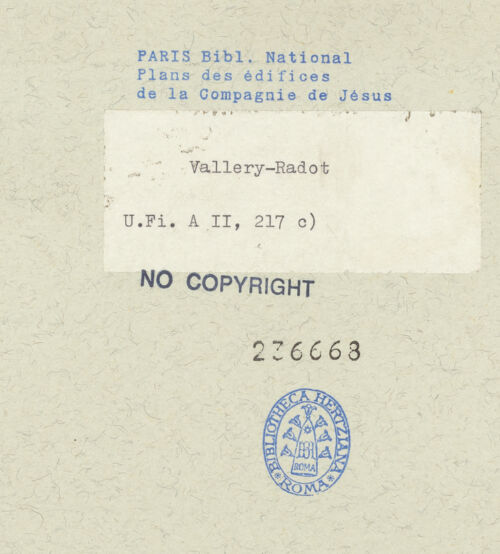 PARIS Bibl. National
Plans des édifices
de la Compagnie de Jésus
Vallery-Radot
U.Fi. A II, 217 c)
NO COPYRIGHT
236668
BIBLIOTHECA HERTZIANA
ROMA
ROMA